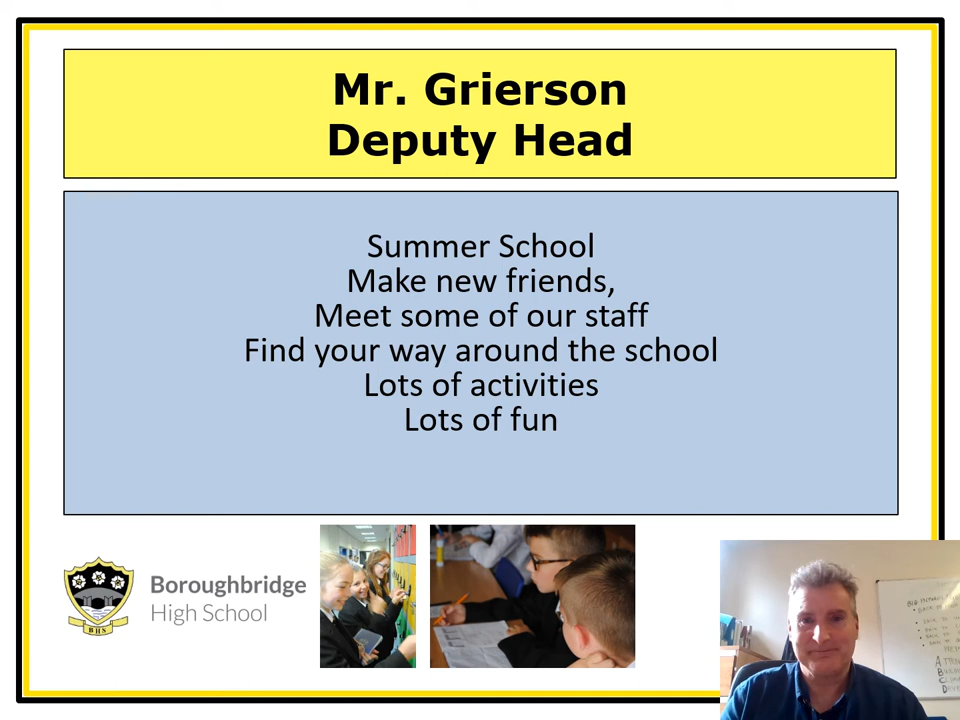 Mr. Grierson
Deputy Head
Summer School
Make new friends,
Meet some of our staff
Find your way around the school
Lots of activities
Lots of fun
Boroughbridge
High School
BHS